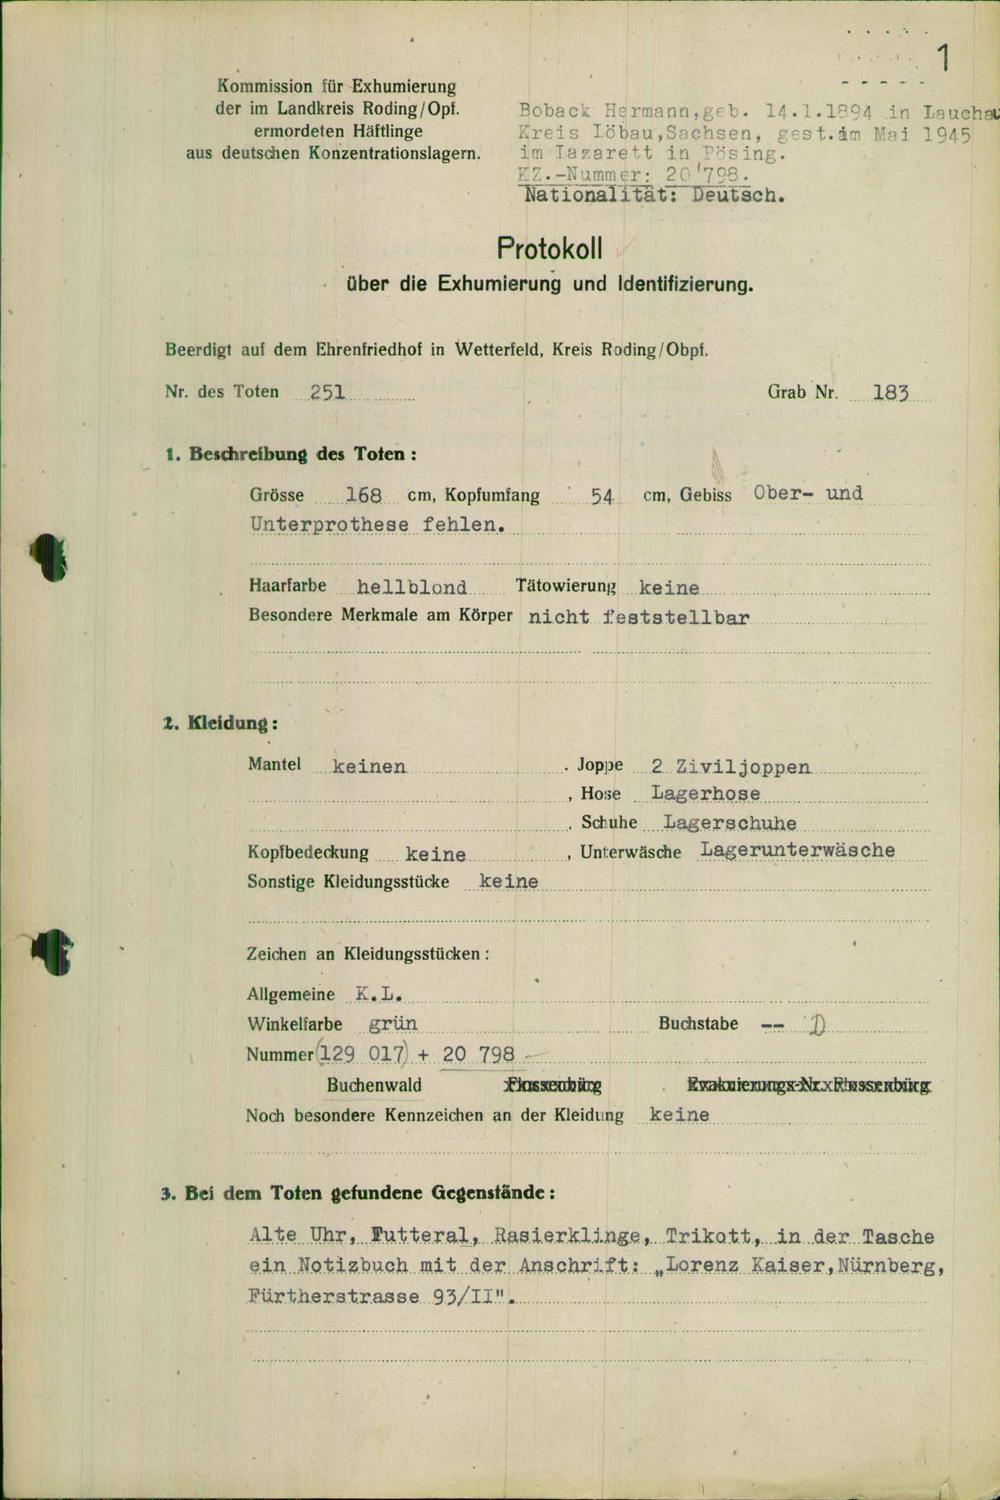 1
Kommission für Exhumierung
der im Landkreis Roding/Opf.
ermordeten Häftlinge
aus deutschen Konzentrationslagern.
Boback Hermann,geb. 14.1.1894 in Lauchau
Kreis Löbau,Sachsen, gest.im Mai 1945
im Lazarett in Pösing.
KZ.-Nummer: 20'798.
Nationalität: Deutsch.
Protokoll
über die Exhumierung und Identifizierung.
Beerdigt auf dem Ehrenfriedhof in Wetterfeld, Kreis Roding/Obpf.
Nr. des Toten 251 Grab Nr. 183
1. Beschreibung des Toten :
Grösse 168 cm, Kopfumfang 54 cm, Gebiss Ober- und
Unterprothese fehlen.
Haarfarbe hellblond Tätowierung keine
Besondere Merkmale am Körper nicht feststellbar
2. Kleidung :
Mantel keinen . Joppe 2 Ziviljoppen
, Hose Lagerhose
, Schuhe Lagerschuhe
Kopfbedeckung keine , Unterwäsche Lagerunterwäsche
Sonstige Kleidungsstücke keine
Zeichen an Kleidungsstücken :
Allgemeine K.L.
Winkelfarbe grün Buchstabe -- D
Nummer (129 017) + 20 798
Buchenwald Flossenbürg Evakuierungs-Nr. Flossenbürg
Noch besondere Kennzeichen an der Kleidung keine
3. Bei dem Toten gefundene Gegenstände :
Alte Uhr, Futteral, Rasierklinge, Trikott, in der Tasche
ein Notizbuch mit der Anschrift: „Lorenz Kaiser,Nürnberg,
Fürtherstrasse 93/II".